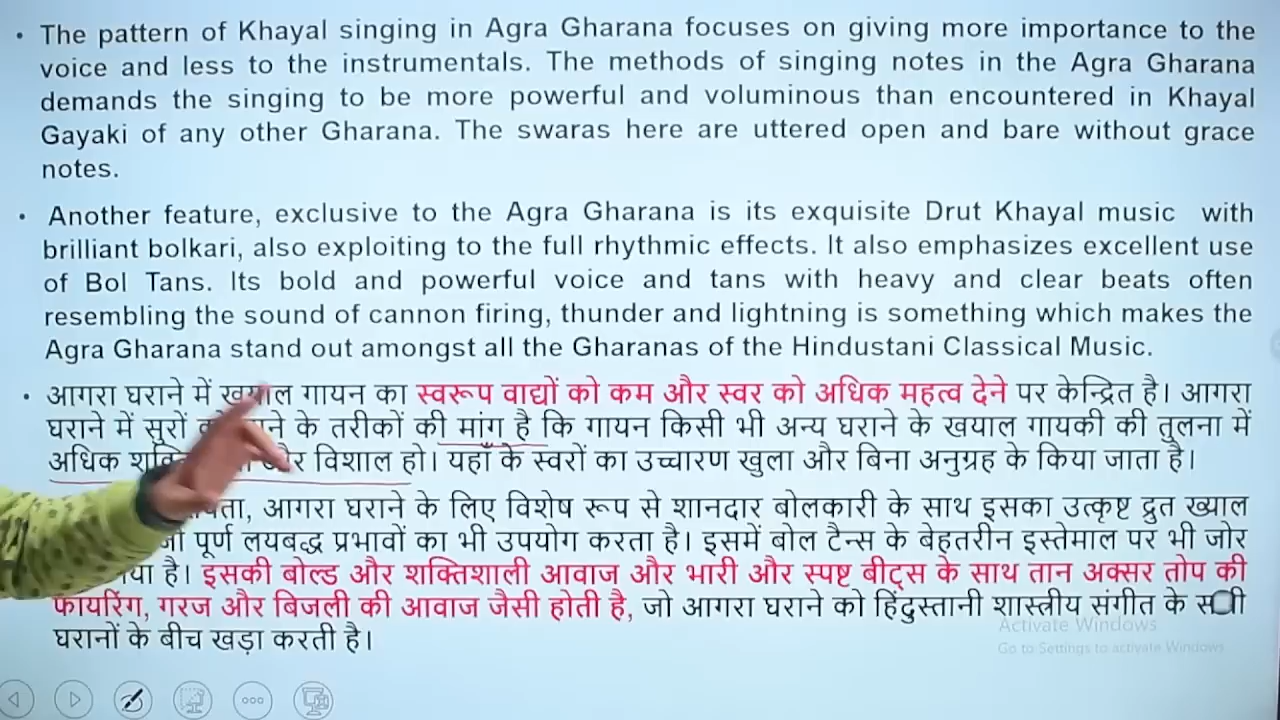 • The pattern of Khayal singing in Agra Gharana focuses on giving more importance to the
voice and less to the instrumentals. The methods of singing notes in the Agra Gharana
demands the singing to be more powerful and voluminous than encountered in Khayal
Gayaki of any other Gharana. The swaras here are uttered open and bare without grace
notes.
• Another feature, exclusive to the Agra Gharana is its exquisite Drut Khayal music with
brilliant bolkari, also exploiting to the full rhythmic effects. It also emphasizes excellent use
of Bol Tans. Its bold and powerful voice and tans with heavy and clear beats often
resembling the sound of cannon firing, thunder and lightning is something which makes the
Agra Gharana stand out amongst all the Gharanas of the Hindustani Classical Music.
• आगरा घराने में खयाल गायन का स्वरूप वाद्यों को कम और स्वर को अधिक महत्व देने पर केन्द्रित है। आगरा
घराने में सुरों के तरीकों की मांग है कि गायन किसी भी अन्य घराने के खयाल गायकी की तुलना में
अधिक और विशाल हो। यहाँ के स्वरों का उच्चारण खुला और बिना अनुग्रह के किया जाता है।
आगरा घराने के लिए विशेष रूप से शानदार बोलकारी के साथ इसका उत्कृष्ट द्रुत ख्याल
पूर्ण लयबद्ध प्रभावों का भी उपयोग करता है। इसमें बोल टैन्स के बेहतरीन इस्तेमाल पर भी जोर
है। इसकी बोल्ड और शक्तिशाली आवाज और भारी और स्पष्ट बीट्स के साथ तान अक्सर तोप की
फायरिंग, गरज और बिजली की आवाज जैसी होती है, जो आगरा घराने को हिंदुस्तानी शास्त्रीय संगीत के
घरानों के बीच खड़ा करती है।
Activate Windows
Go to Settings to activate Windows.